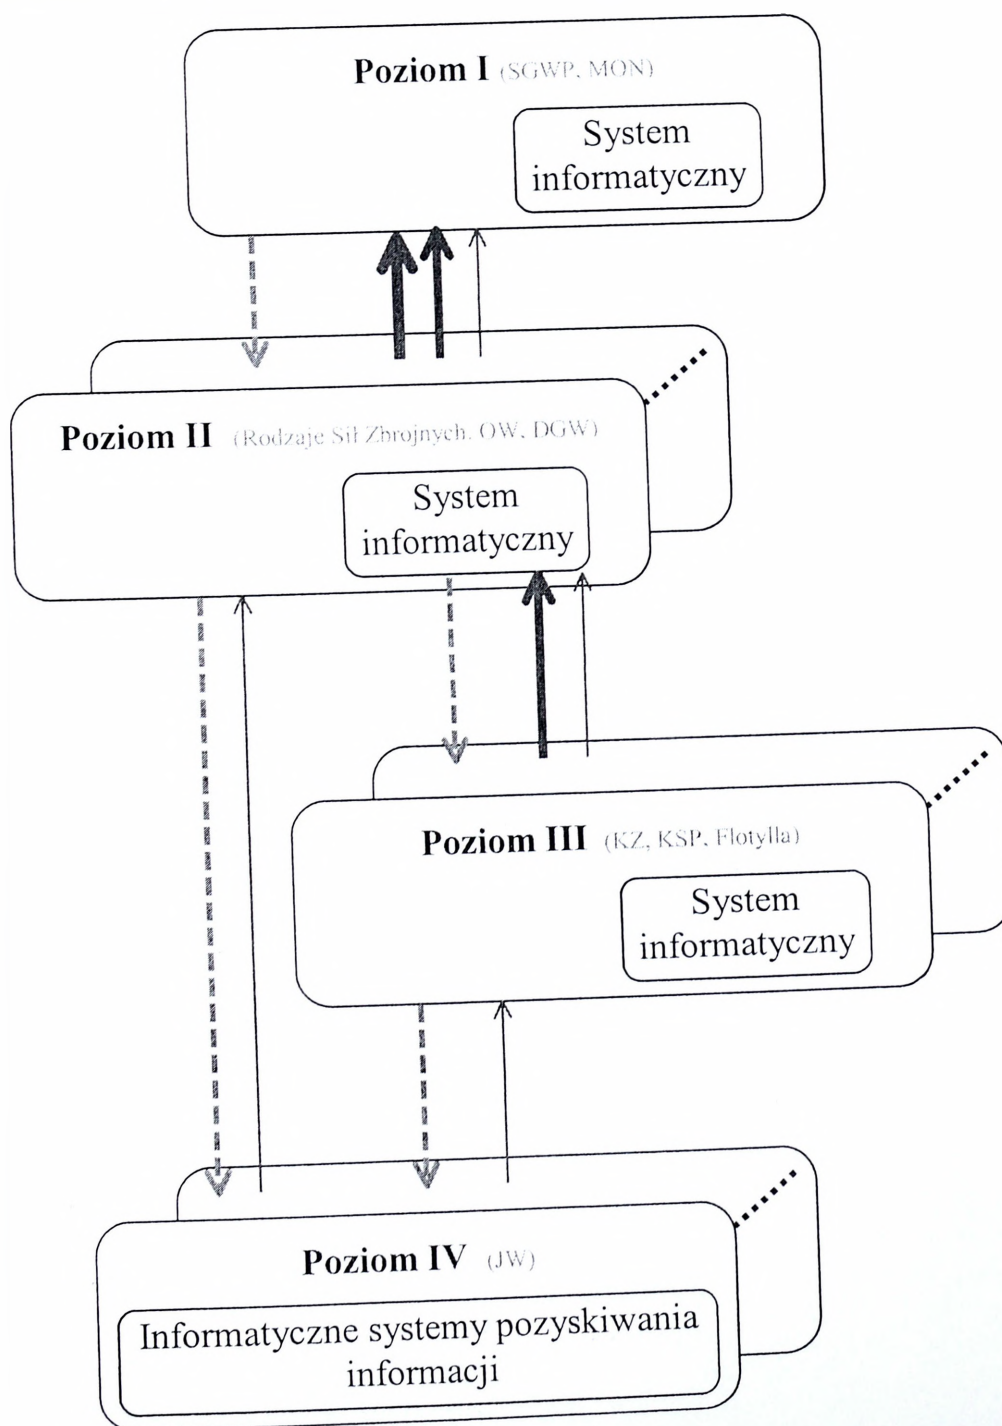 Poziom I (SGWP, MON)
System
informatyczny
Poziom II (Rodzaje Sił Zbrojnych, OW, DGW)
System
informatyczny
Poziom III (KZ, KSP, Flotylla)
System
informatyczny
Poziom IV (JW)
Informatyczne systemy pozyskiwania
informacji